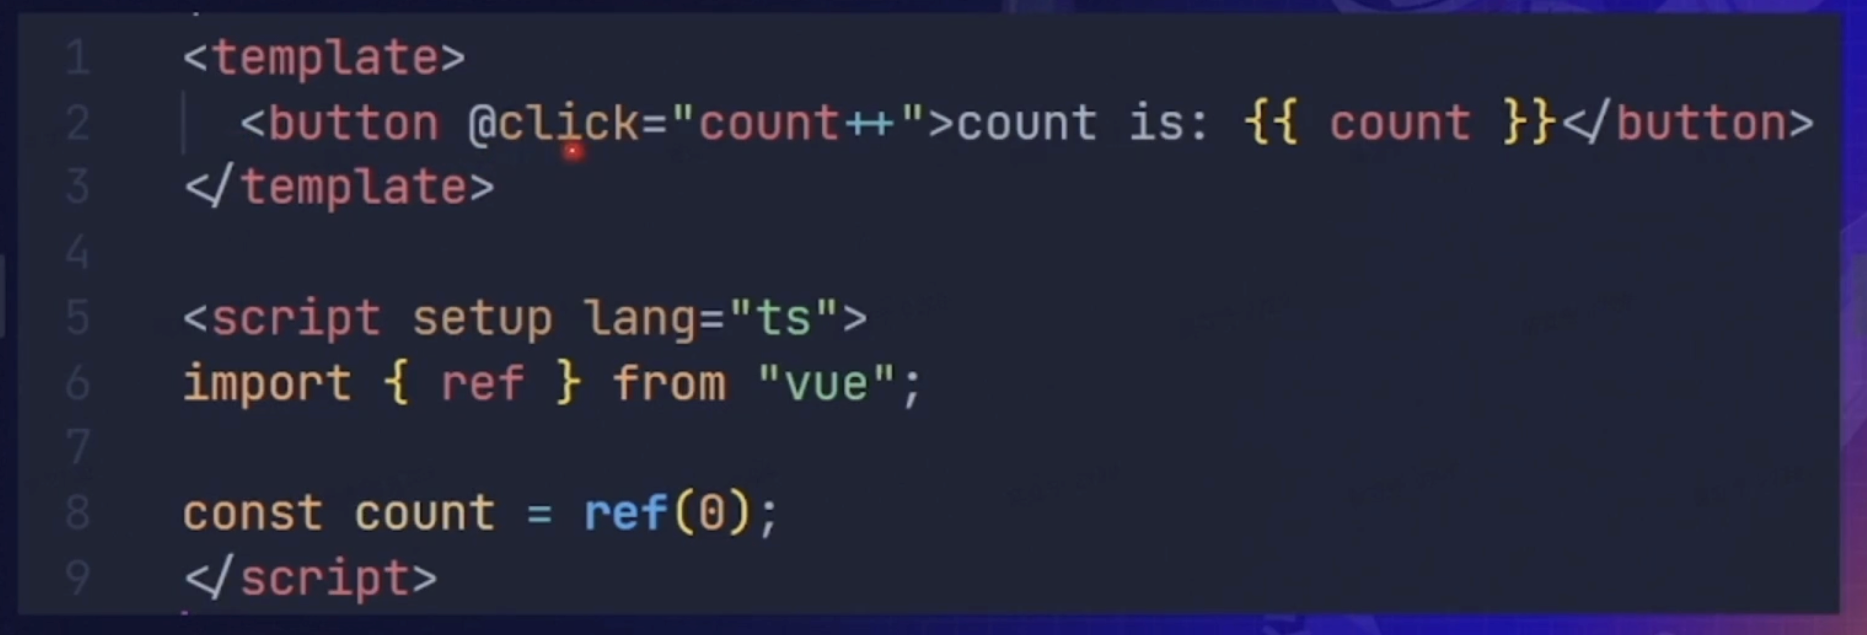 1 <template>
2 <button @click="count++">count is: {{ count }}</button>
3 </template>
4
5 <script setup lang="ts">
6 import { ref } from "vue";
7
8 const count = ref(0);
9 </script>